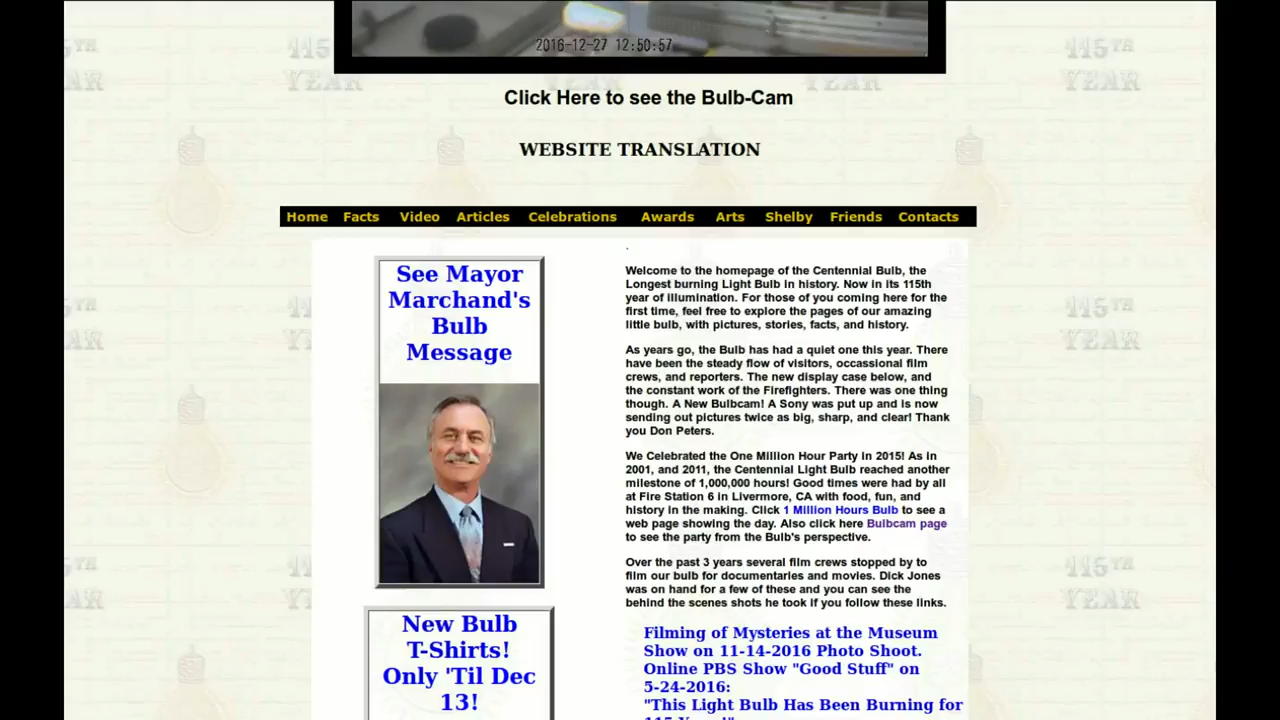 2016-12-27 12:50:57
115TH YEAR
Click Here to see the Bulb-Cam
WEBSITE TRANSLATION
Home Facts Video Articles Celebrations Awards Arts Shelby Friends Contacts
See Mayor
Marchand's
Bulb
Message
New Bulb
T-Shirts!
Only 'Til Dec
13!
.
Welcome to the homepage of the Centennial Bulb, the
Longest burning Light Bulb in history. Now in its 115th
year of illumination. For those of you coming here for the
first time, feel free to explore the pages of our amazing
little bulb, with pictures, stories, facts, and history.
As years go, the Bulb has had a quiet one this year. There
have been the steady flow of visitors, occassional film
crews, and reporters. The new display case below, and
the constant work of the Firefighters. There was one thing
though. A New Bulbcam! A Sony was put up and is now
sending out pictures twice as big, sharp, and clear! Thank
you Don Peters.
We Celebrated the One Million Hour Party in 2015! As in
2001, and 2011, the Centennial Light Bulb reached another
milestone of 1,000,000 hours! Good times were had by all
at Fire Station 6 in Livermore, CA with food, fun, and
history in the making. Click 1 Million Hours Bulb to see a
web page showing the day. Also click here Bulbcam page
to see the party from the Bulb's perspective.
Over the past 3 years several film crews stopped by to
film our bulb for documentaries and movies. Dick Jones
was on hand for a few of these and you can see the
behind the scenes shots he took if you follow these links.
Filming of Mysteries at the Museum
Show on 11-14-2016 Photo Shoot.
Online PBS Show "Good Stuff" on
5-24-2016:
"This Light Bulb Has Been Burning for
115 Years!"